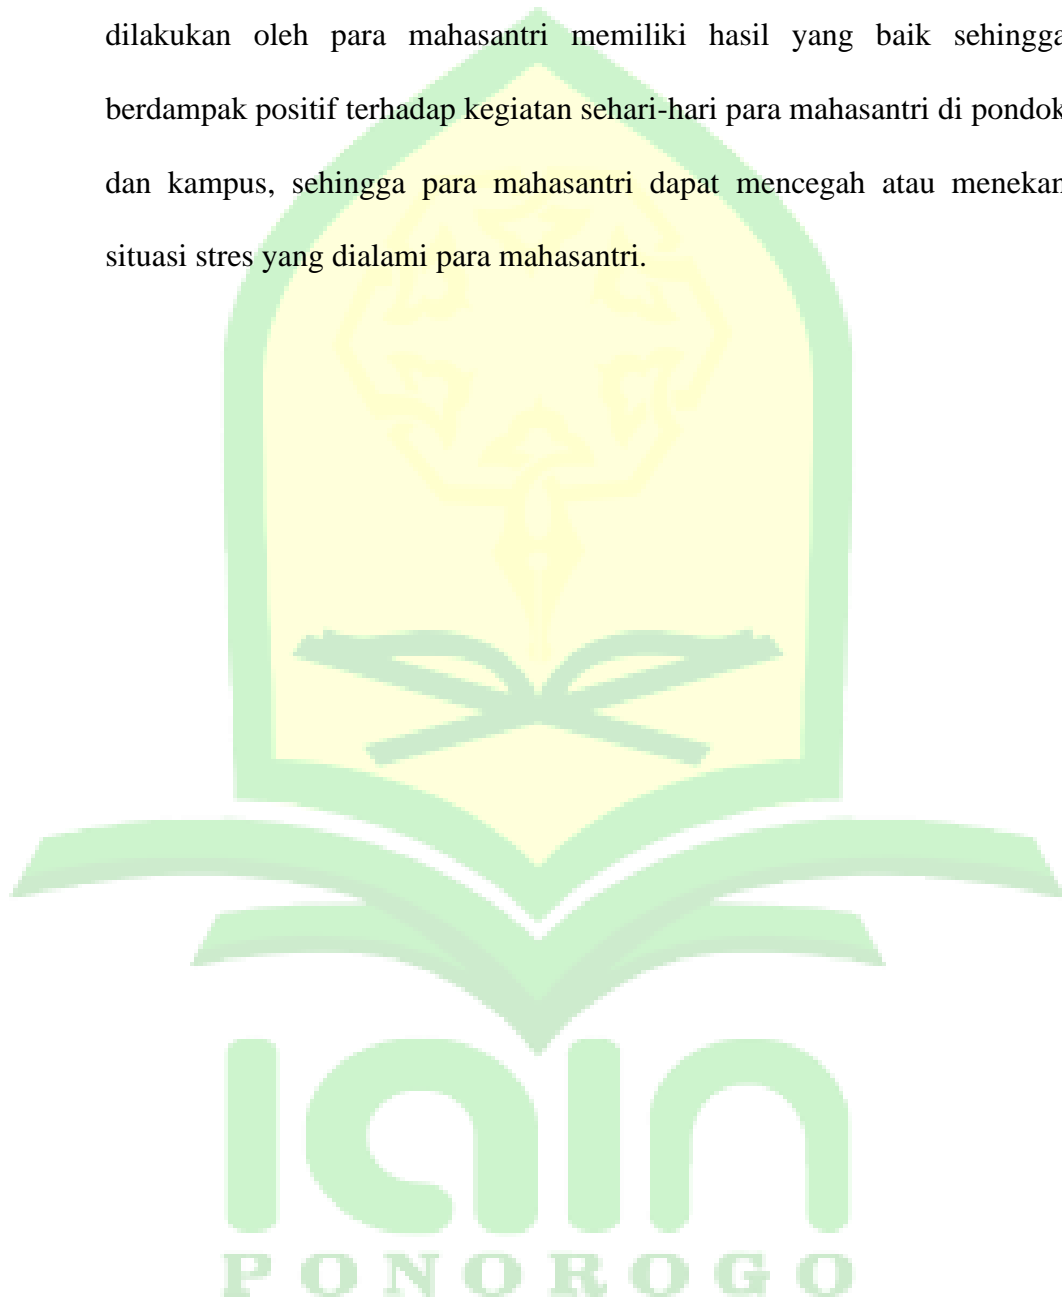 dilakukan oleh para mahasantri memiliki hasil yang baik sehingga
berdampak positif terhadap kegiatan sehari-hari para mahasantri di pondok
dan kampus, sehingga para mahasantri dapat mencegah atau menekan
situasi stres yang dialami para mahasantri.
iain
PONOROGO